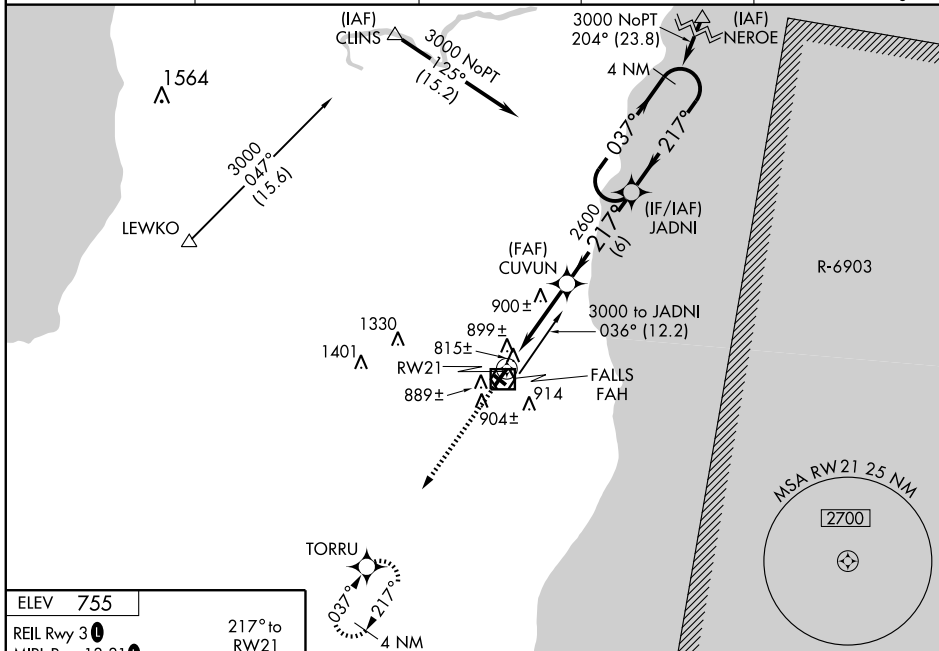 (IAF)
CLINS
3000 NoPT
125°
(15.2)
3000 NoPT
204° (23.8)
(IAF)
NEROE
4 NM
1564
037°
217°
3000
047°
(15.6)
LEWKO
(IF/IAF)
JADNI
2600
217°
(6)
(FAF)
CUVUN
R-6903
900±
3000 to JADNI
036° (12.2)
1330
899±
1401
815±
RW21
FALLS
FAH
889±
914
904±
MSA RW21 25 NM
2700
TORRU
037°
217°
4 NM
ELEV 755
REIL Rwy 3 L
217° to
RW21